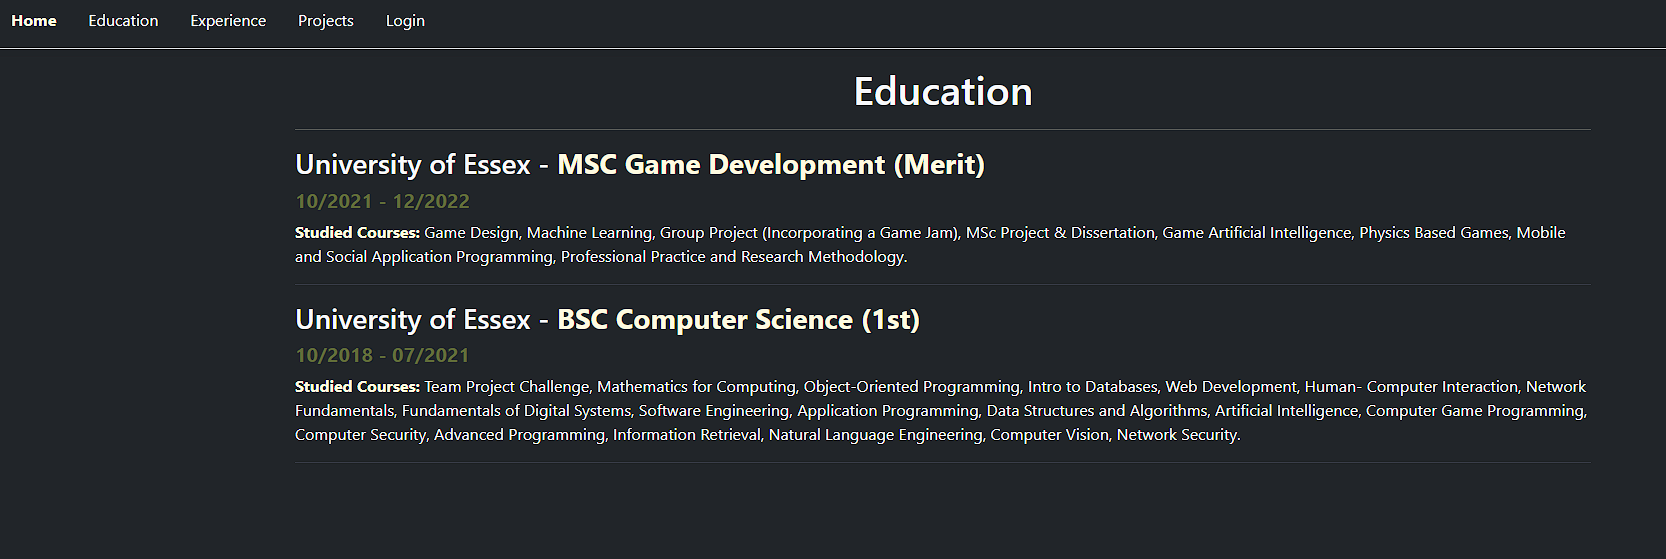 Home Education Experience Projects Login
Education
University of Essex - MSC Game Development (Merit)
10/2021 - 12/2022
Studied Courses: Game Design, Machine Learning, Group Project (Incorporating a Game Jam), MSc Project & Dissertation, Game Artificial Intelligence, Physics Based Games, Mobile
and Social Application Programming, Professional Practice and Research Methodology.
University of Essex - BSC Computer Science (1st)
10/2018 - 07/2021
Studied Courses: Team Project Challenge, Mathematics for Computing, Object-Oriented Programming, Intro to Databases, Web Development, Human- Computer Interaction, Network
Fundamentals, Fundamentals of Digital Systems, Software Engineering, Application Programming, Data Structures and Algorithms, Artificial Intelligence, Computer Game Programming,
Computer Security, Advanced Programming, Information Retrieval, Natural Language Engineering, Computer Vision, Network Security.